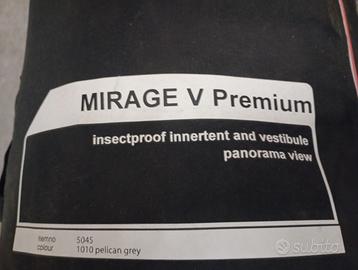 MIRAGE V Premium
insectproof innertent and vestibule
panorama view
itemno 5045
colour 1010 pelican grey
subito